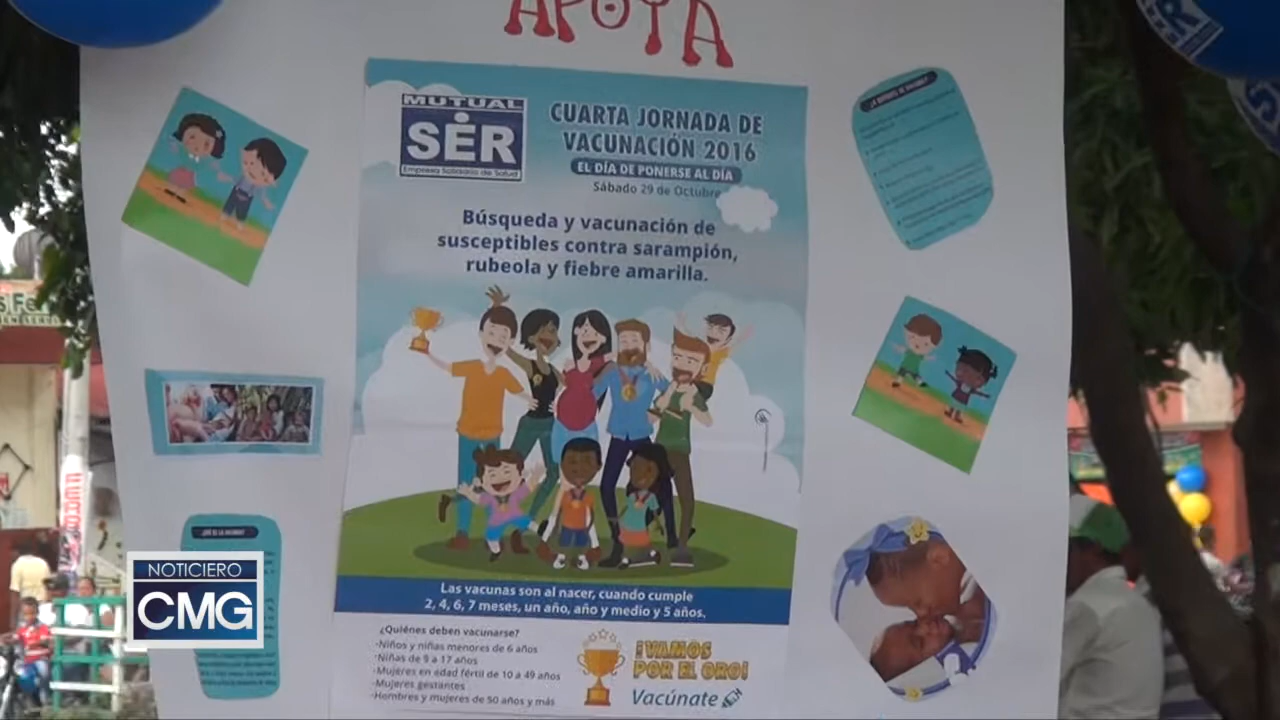 APOYA
MUTUAL
SER
Empresa Solidaria de Salud
CUARTA JORNADA DE
VACUNACIÓN 2016
EL DÍA DE PONERSE AL DÍA
Sábado 29 de Octubre
Búsqueda y vacunación de
susceptibles contra sarampión,
rubeola y fiebre amarilla.
Las vacunas son al nacer, cuando cumple
2, 4, 6, 7 meses, un año, año y medio y 5 años.
¿Quiénes deben vacunarse?
-Niños y niñas menores de 6 años
-Niñas de 9 a 17 años
-Mujeres en edad fértil de 10 a 49 años
-Mujeres gestantes
-Hombres y mujeres de 50 años y más
¡VAMOS
POR EL ORO!
Vacúnate
¿QUÉ ES LA VACUNA?
NOTICIERO
CMG